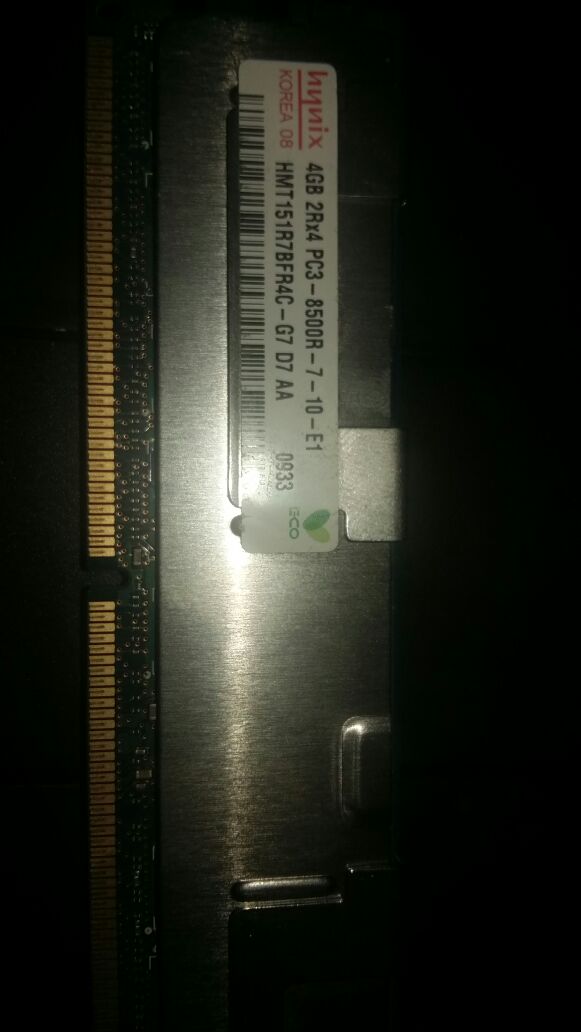 hynix
KOREA 08
4GB 2Rx4 PC3-8500R-7-10-E1
HMT151R7BFR4C-G7 D7 AA 0933
ECO